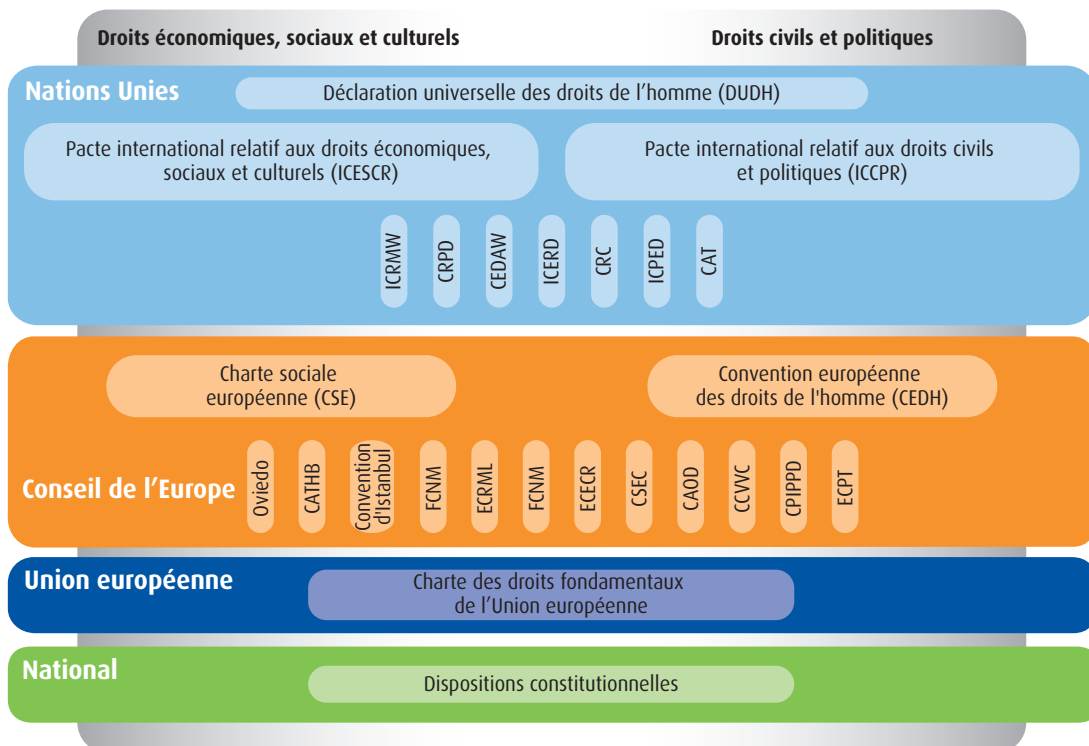 Droits économiques, sociaux et culturels
Droits civils et politiques
Nations Unies
Déclaration universelle des droits de l'homme (DUDH)
Pacte international relatif aux droits économiques,
sociaux et culturels (ICESCR)
Pacte international relatif aux droits civils
et politiques (ICCPR)
ICRMW
CRPD
CEDAW
ICERD
CRC
ICPED
CAT
Charte sociale
européenne (CSE)
Convention européenne
des droits de l'homme (CEDH)
Conseil de l'Europe
Oviedo
CATHB
Convention
d'Istanbul
FCNM
ECRML
FCNM
ECECR
CSEC
CAOD
CCVVC
CPIPPD
ECPT
Union européenne
Charte des droits fondamentaux
de l'Union européenne
National
Dispositions constitutionnelles